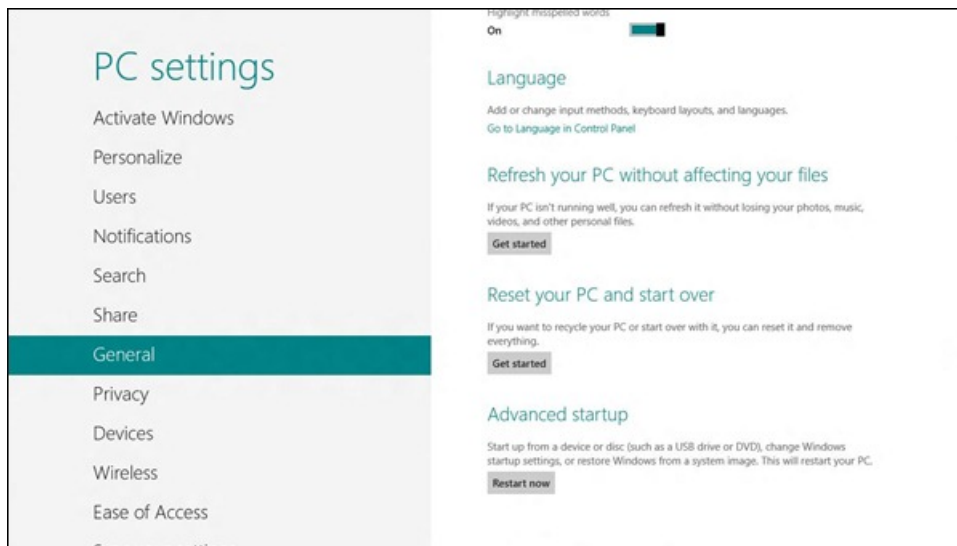 PC settings
Activate Windows
Personalize
Users
Notifications
Search
Share
General
Privacy
Devices
Wireless
Ease of Access
Highlight misspelled words
On
Language
Add or change input methods, keyboard layouts, and languages.
Go to Language in Control Panel
Refresh your PC without affecting your files
If your PC isn't running well, you can refresh it without losing your photos, music,
videos, and other personal files.
Get started
Reset your PC and start over
If you want to recycle your PC or start over with it, you can reset it and remove
everything.
Get started
Advanced startup
Start up from a device or disc (such as a USB drive or DVD), change Windows
startup settings, or restore Windows from a system image. This will restart your PC.
Restart now